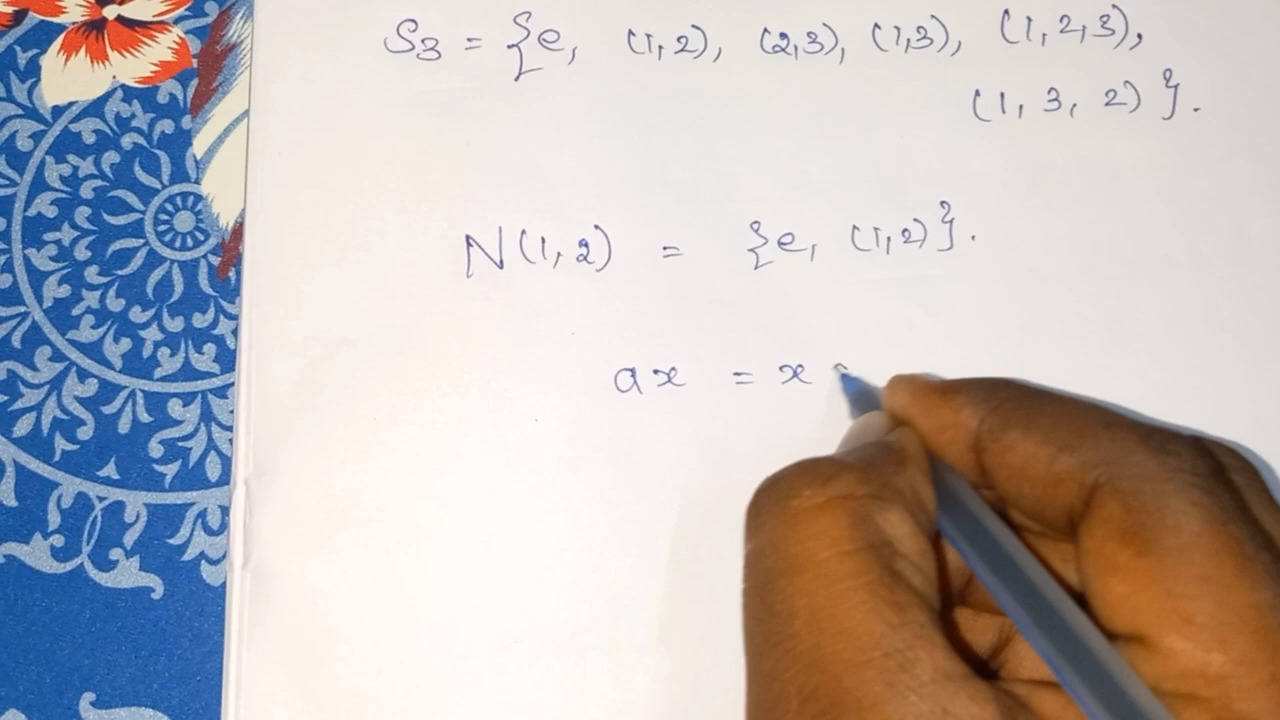 S3 = {e, (1,2), (2,3), (1,3), (1,2,3),
(1, 3, 2) }.
N(1,2) = {e, (1,2)}.
ax = x